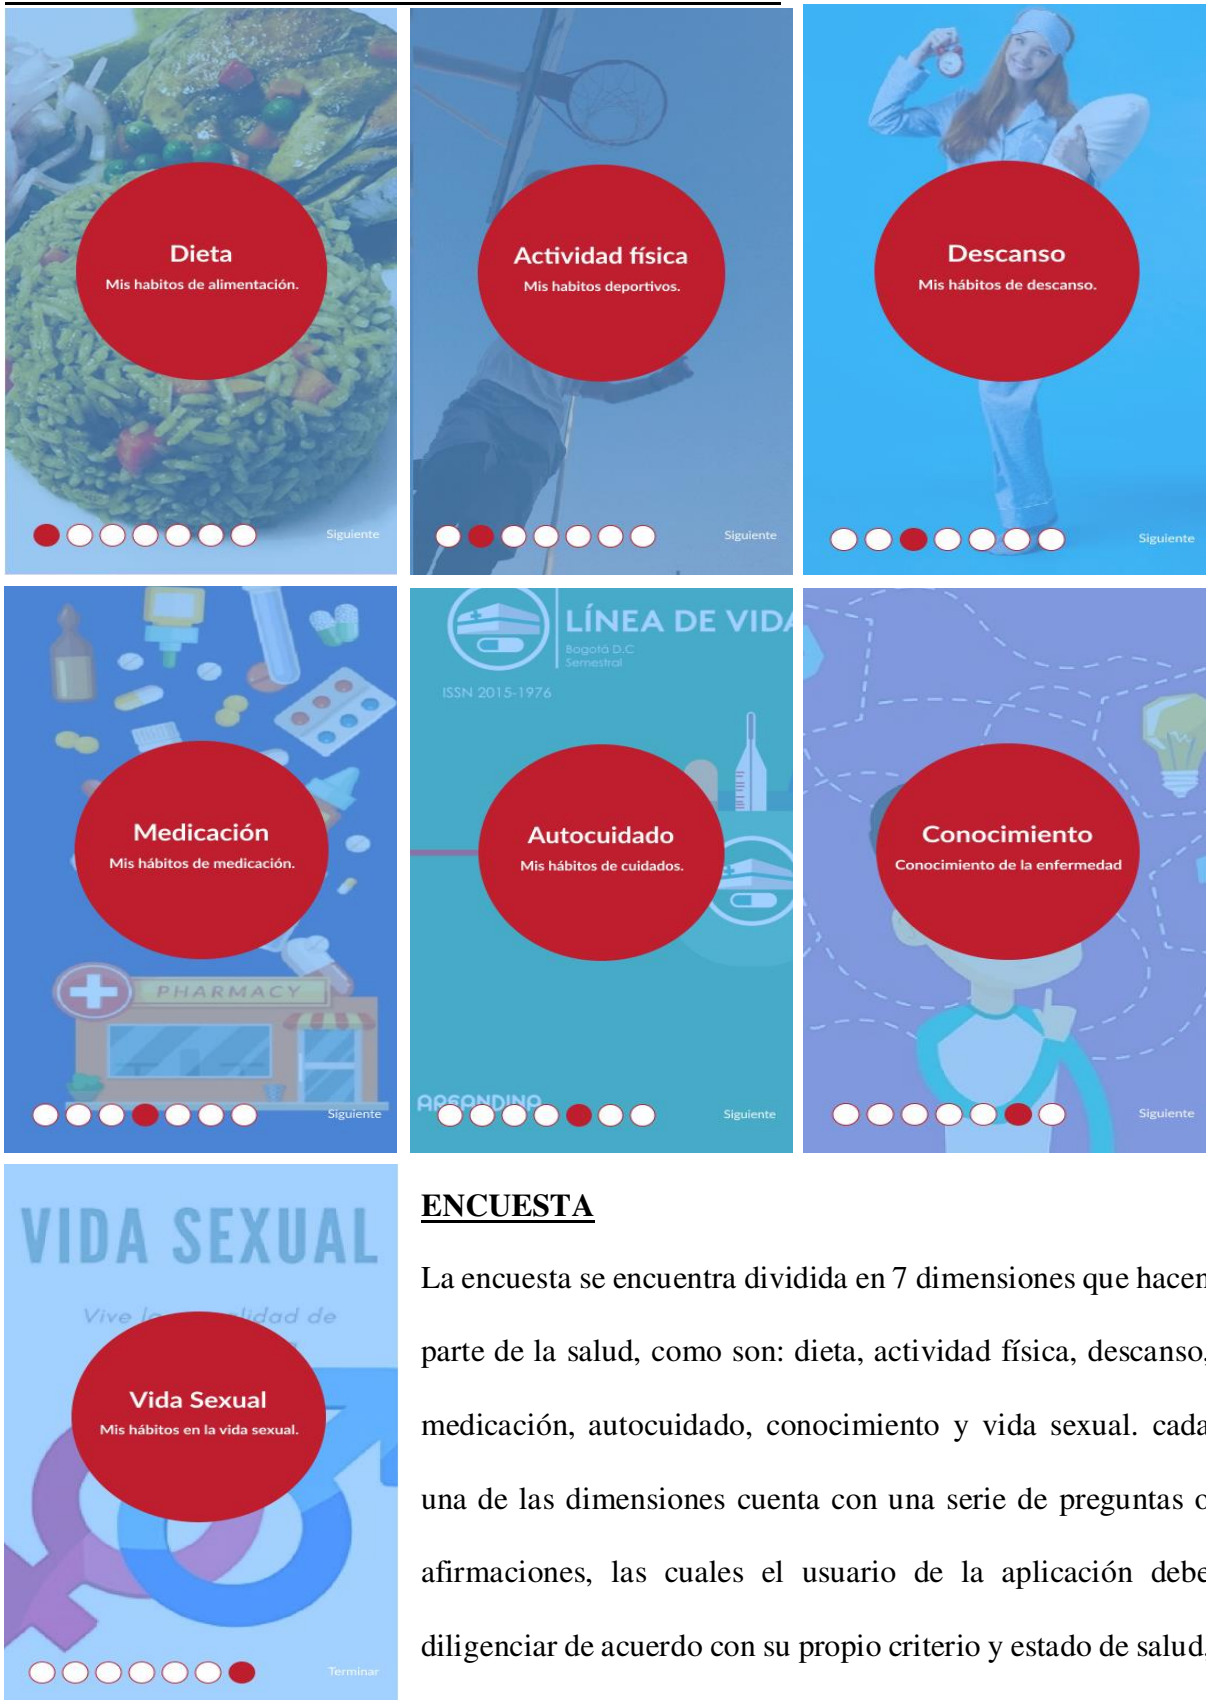 Dieta
Mis habitos de alimentación.
Siguiente
Actividad física
Mis habitos deportivos.
Siguiente
Descanso
Mis hábitos de descanso.
Siguiente
PHARMACY
Medicación
Mis hábitos de medicación.
Siguiente
LÍNEA DE VIDA
Bogotá D.C
Semestral
ISSN 2015-1976
Autocuidado
Mis hábitos de cuidados.
Siguiente
Conocimiento
Conocimiento de la enfermedad
Siguiente
VIDA SEXUAL
Vive
de
Vida Sexual
Mis hábitos en la vida sexual.
Terminar
ENCUESTA
La encuesta se encuentra dividida en 7 dimensiones que hacen
parte de la salud, como son: dieta, actividad física, descanso,
medicación, autocuidado, conocimiento y vida sexual. cada
una de las dimensiones cuenta con una serie de preguntas o
afirmaciones, las cuales el usuario de la aplicación debe
diligenciar de acuerdo con su propio criterio y estado de salud.